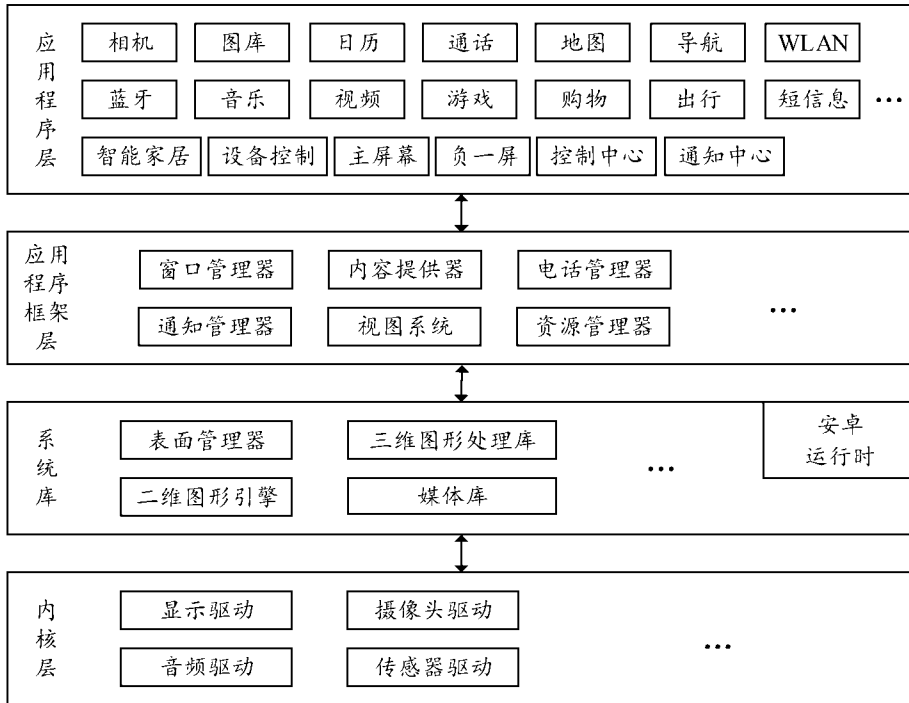 应用程序层
相机 图库 日历 通话 地图 导航 WLAN
蓝牙 音乐 视频 游戏 购物 出行 短信息 ...
智能家居 设备控制 主屏幕 负一屏 控制中心 通知中心
应用程序框架层
窗口管理器 内容提供器 电话管理器
通知管理器 视图系统 资源管理器 ...
系统库
表面管理器 三维图形处理库 ...
二维图形引擎 媒体库
安卓
运行时
内核层
显示驱动 摄像头驱动
音频驱动 传感器驱动 ...